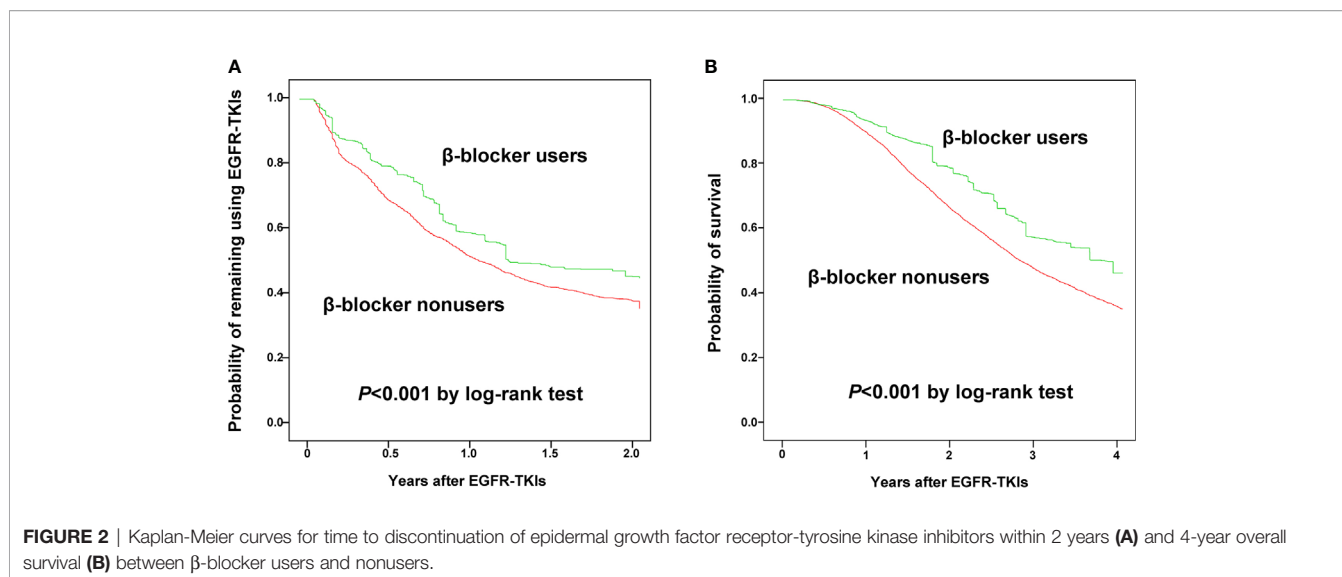 A
Probability of remaining using EGFR-TKIs
1.0
0.8
0.6
0.4
0.2
0.0
β-blocker users
β-blocker nonusers
P<0.001 by log-rank test
0 0.5 1.0 1.5 2.0
Years after EGFR-TKIs
B
Probability of survival
1.0
0.8
0.6
0.4
0.2
0.0
β-blocker users
β-blocker nonusers
P<0.001 by log-rank test
0 1 2 3 4
Years after EGFR-TKIs
FIGURE 2 | Kaplan-Meier curves for time to discontinuation of epidermal growth factor receptor-tyrosine kinase inhibitors within 2 years (A) and 4-year overall
survival (B) between β-blocker users and nonusers.